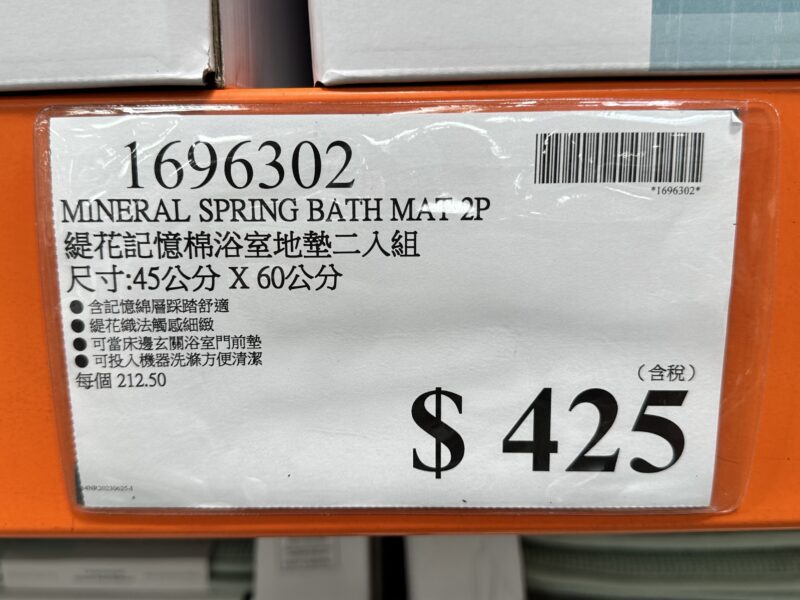 1696302
*1696302*
MINERAL SPRING BATH MAT 2P
緹花記憶棉浴室地墊二入組
尺寸:45公分 X 60公分
● 含記憶綿層踩踏舒適
● 緹花織法觸感細緻
● 可當床邊玄關浴室門前墊
● 可投入機器洗滌方便清潔
每個 212.50
（含稅）
$ 425